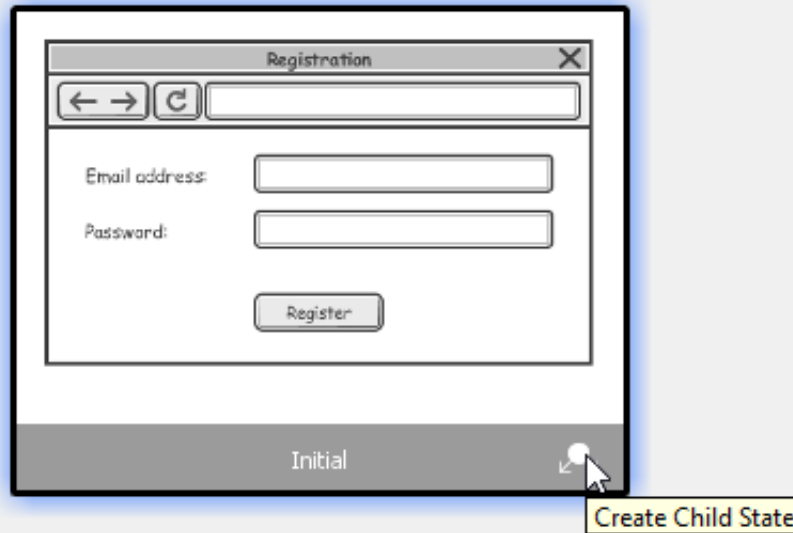 Registration
Email address:
Password:
Register
Initial
Create Child State